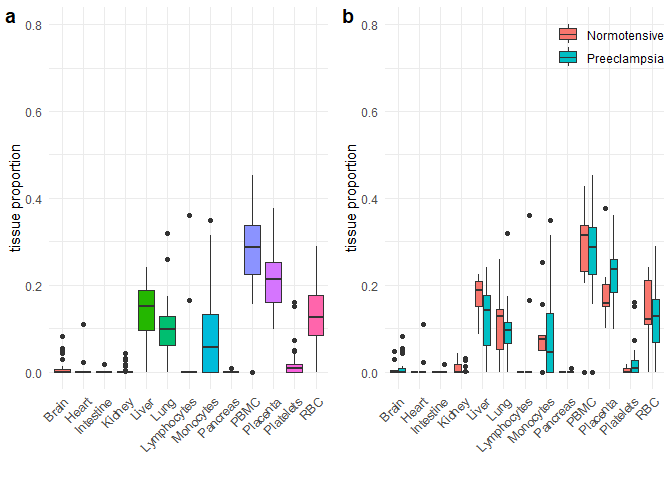 a
tissue proportion
0.8
0.6
0.4
0.2
0.0
Brain
Heart
Intestine
Kidney
Liver
Lung
Lymphocytes
Monocytes
Pancreas
PBMC
Placenta
Platelets
RBC
b
tissue proportion
0.8
0.6
0.4
0.2
0.0
Normotensive
Preeclampsia
Brain
Heart
Intestine
Kidney
Liver
Lung
Lymphocytes
Monocytes
Pancreas
PBMC
Placenta
Platelets
RBC